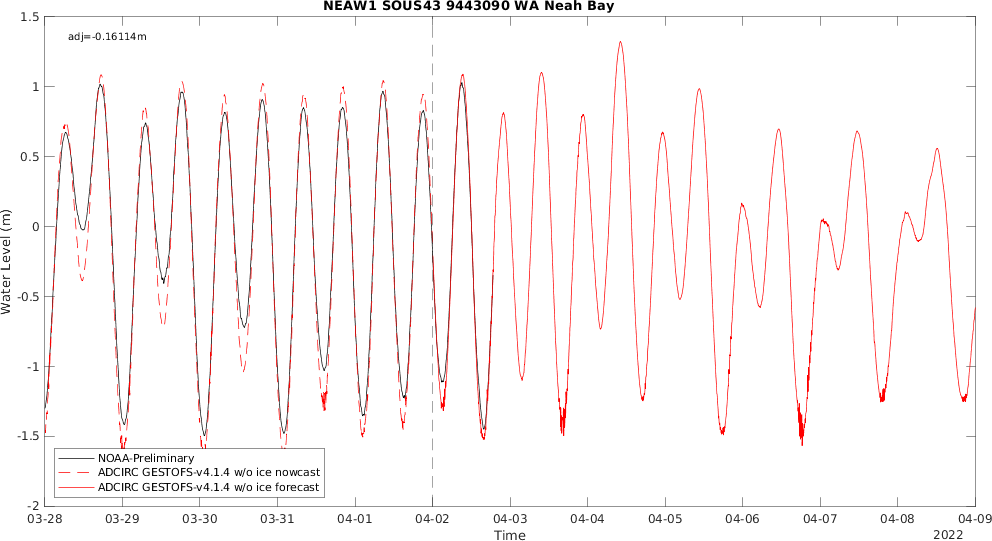 NEAW1 SOUS43 9443090 WA Neah Bay
adj=-0.16114m
1.5
1
0.5
0
-0.5
-1
-1.5
-2
Water Level (m)
NOAA-Preliminary
ADCIRC GESTOFS-v4.1.4 w/o ice nowcast
ADCIRC GESTOFS-v4.1.4 w/o ice forecast
03-28 03-29 03-30 03-31 04-01 04-02 04-03 04-04 04-05 04-06 04-07 04-08 04-09
Time
2022